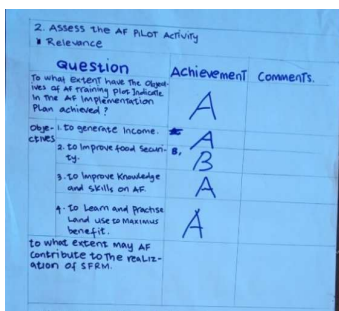 2. Assess the AF PILOT Activity
* Relevance
Question Achievement Comments.
To what extent have the Object-
ives of AF training plot Indicate
In the AF Implementation
Plan achieved ?
A
Obje- 1. to generate Income. A
ctives 2. to Improve food Securi- B
ty.
3. to Improve Knowledge A
and skills on AF.
4. to Learn and practise A
Land use to Maximus
benefit.
to what extent may AF
contribute to the realiz-
ation of SFRM.